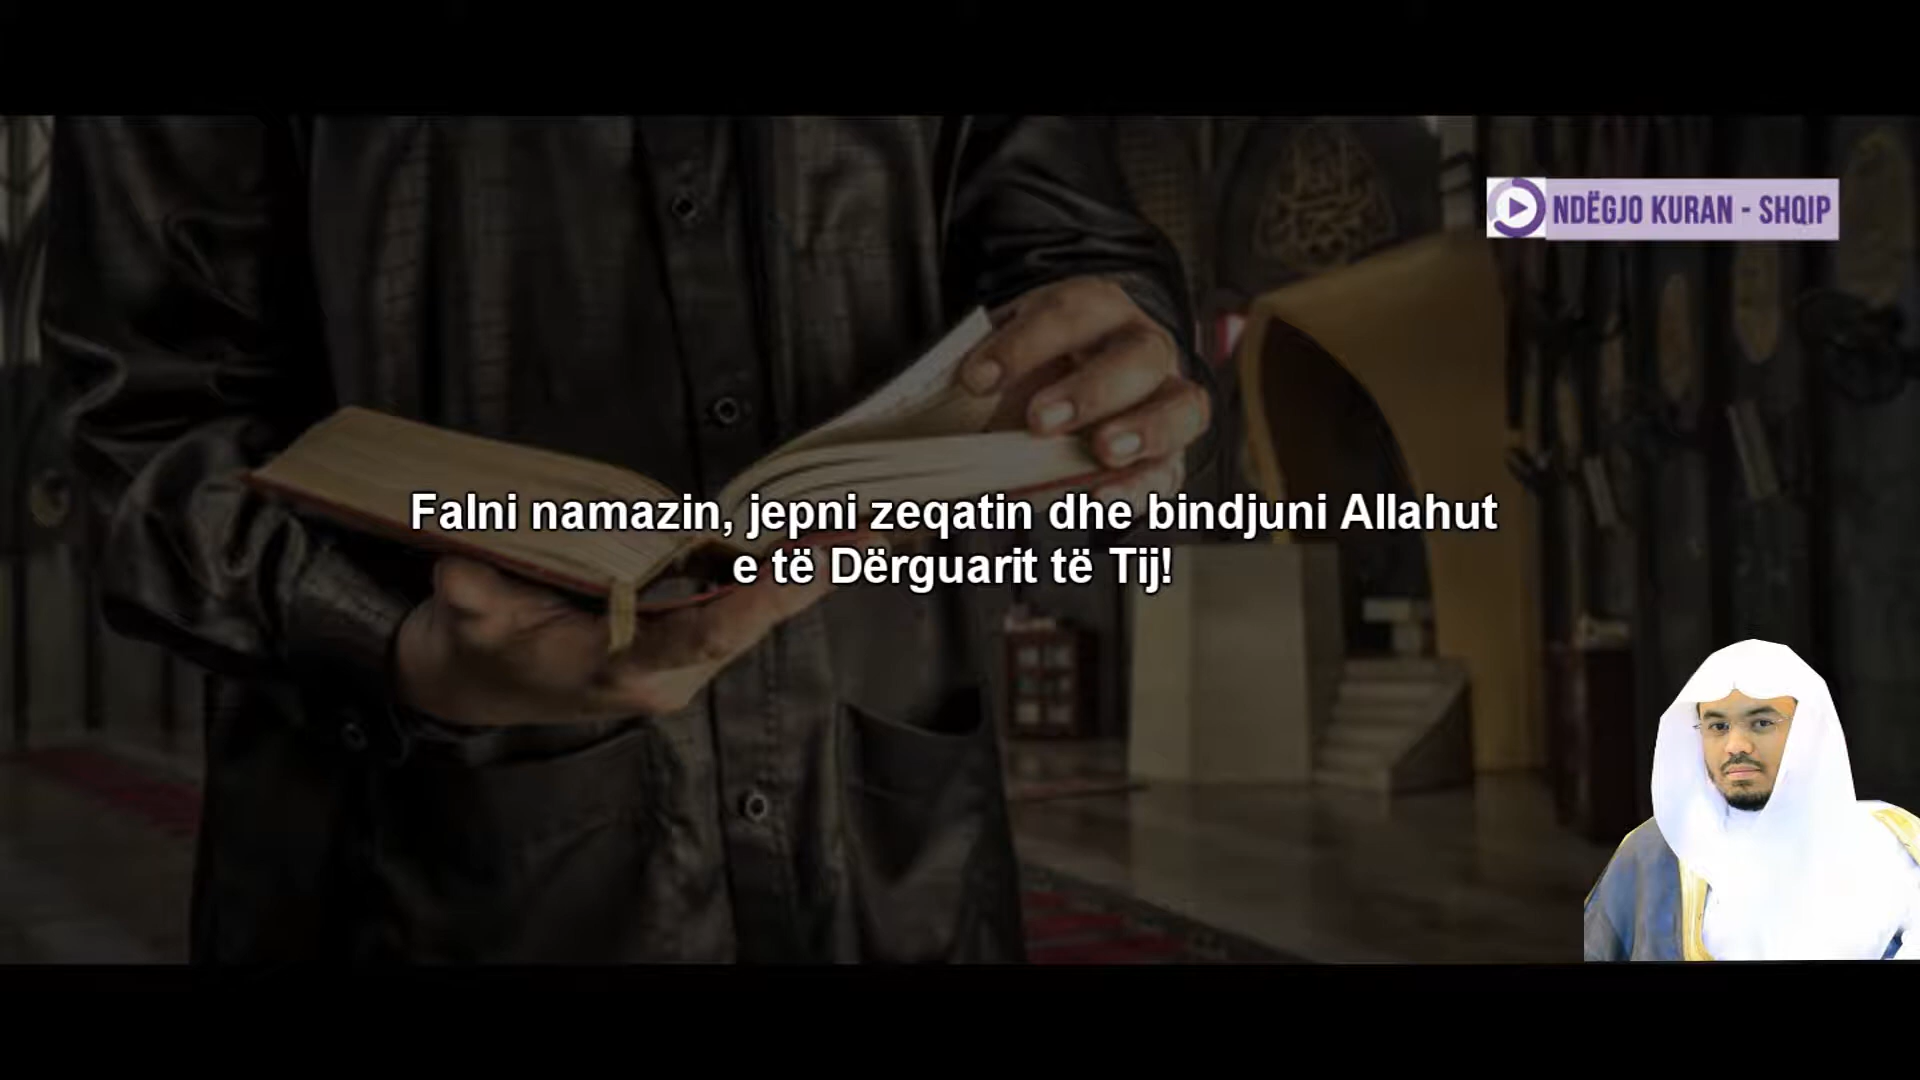 NDËGJO KURAN - SHQIP
Falni namazin, jepni zeqatin dhe bindjuni Allahut
e të Dërguarit të Tij!